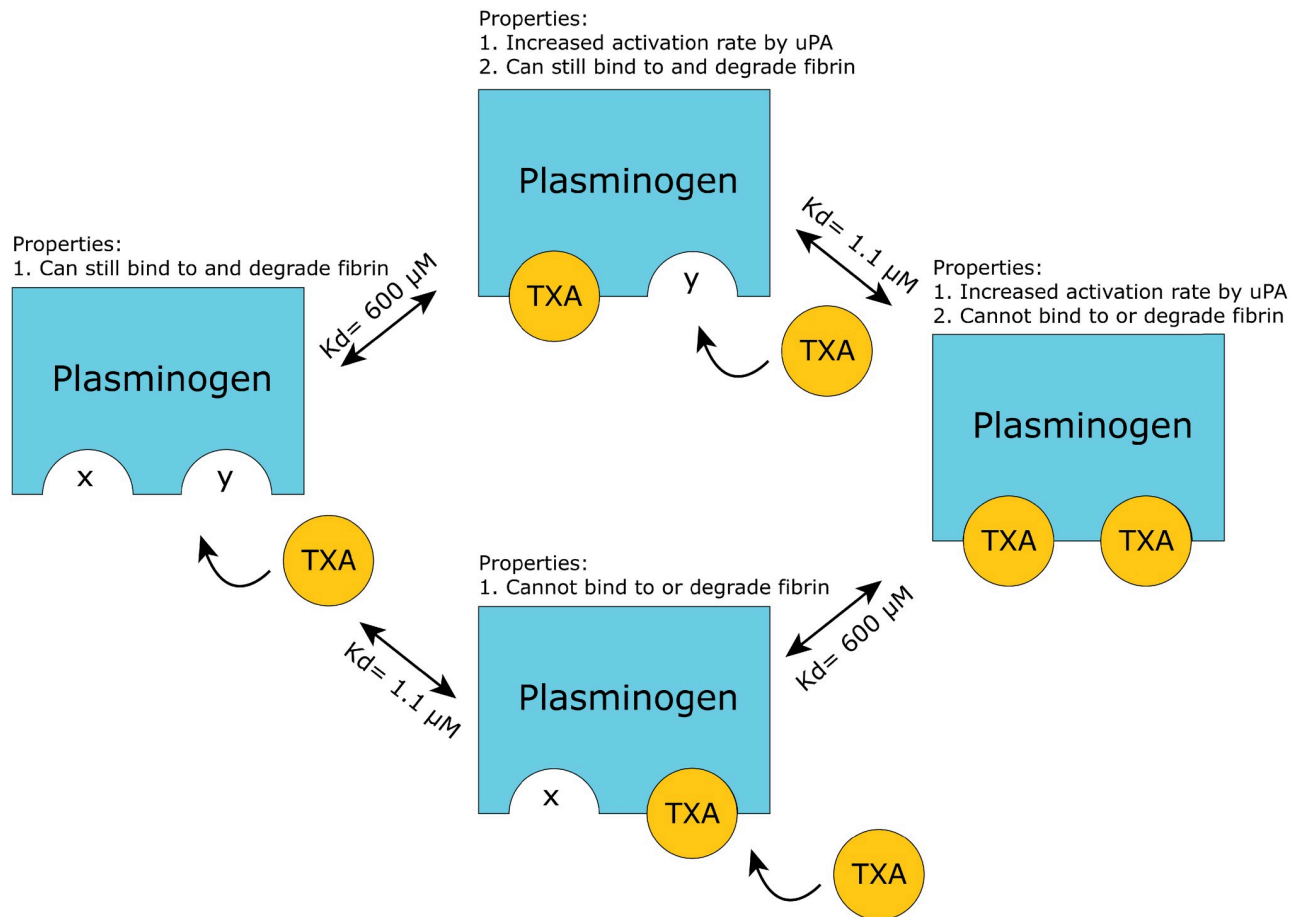 Properties:
1. Increased activation rate by uPA
2. Can still bind to and degrade fibrin
Plasminogen
TXA
y
Kd= 1.1 µM
TXA
Properties:
1. Can still bind to and degrade fibrin
Plasminogen
x
y
Kd= 600 µM
TXA
Kd= 1.1 µM
Properties:
1. Increased activation rate by uPA
2. Cannot bind to or degrade fibrin
Plasminogen
TXA
TXA
Properties:
1. Cannot bind to or degrade fibrin
Plasminogen
x
TXA
Kd= 600 µM
TXA